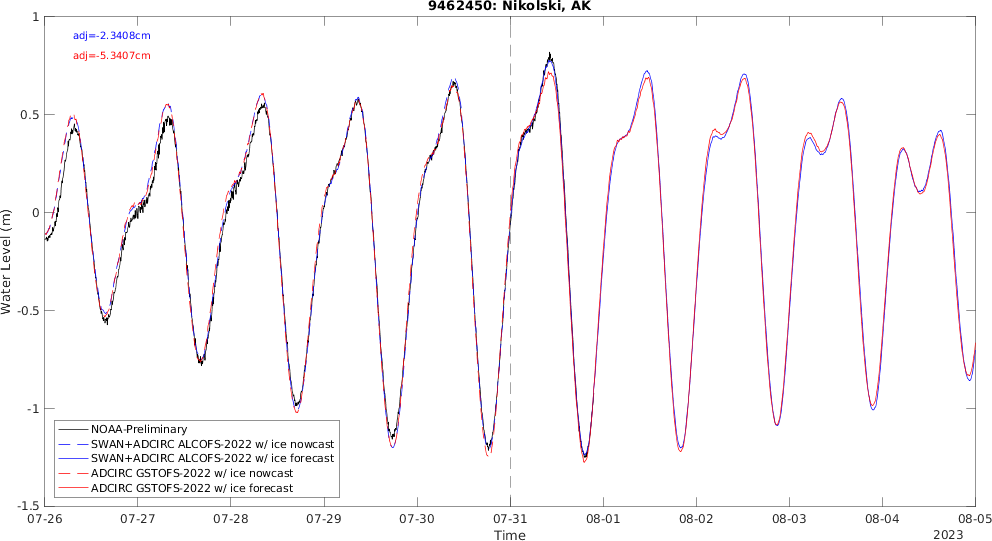 9462450: Nikolski, AK
adj=-2.3408cm
adj=-5.3407cm
1
0.5
0
-0.5
-1
-1.5
Water Level (m)
NOAA-Preliminary
SWAN+ADCIRC ALCOFS-2022 w/ ice nowcast
SWAN+ADCIRC ALCOFS-2022 w/ ice forecast
ADCIRC GSTOFS-2022 w/ ice nowcast
ADCIRC GSTOFS-2022 w/ ice forecast
07-26 07-27 07-28 07-29 07-30 07-31 08-01 08-02 08-03 08-04 08-05
Time
2023